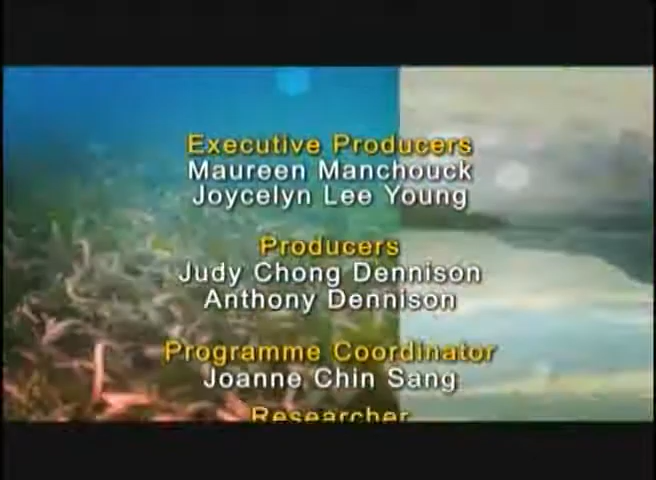 Executive Producers
Maureen Manchouck
Joycelyn Lee Young
Producers
Judy Chong Dennison
Anthony Dennison
Programme Coordinator
Joanne Chin Sang
Researcher